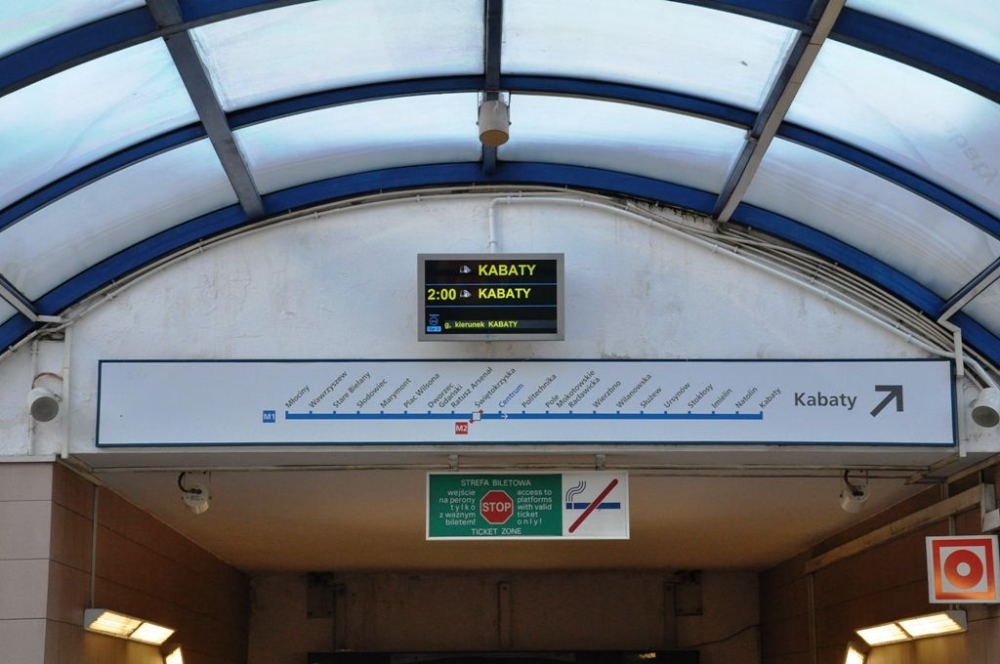 KABATY
2:00 KABATY
g, kierunek KABATY
M1
Młociny
Wawrzyszew
Stare Bielany
Słodowiec
Marymont
Plac Wilsona
Dworzec
Gdański
Ratusz Arsenał
Świętokrzyska
Centrum
Politechnika
Pole
Mokotowskie
Racławicka
Wierzbno
Wilanowska
Służew
Ursynów
Stokłosy
Imielin
Natolin
Kabaty
M2
Kabaty
STREFA BILETOWA
wejście
na perony
tylko
z ważnym
biletem!
STOP
access to
platforms
with valid
ticket
only!
TICKET ZONE